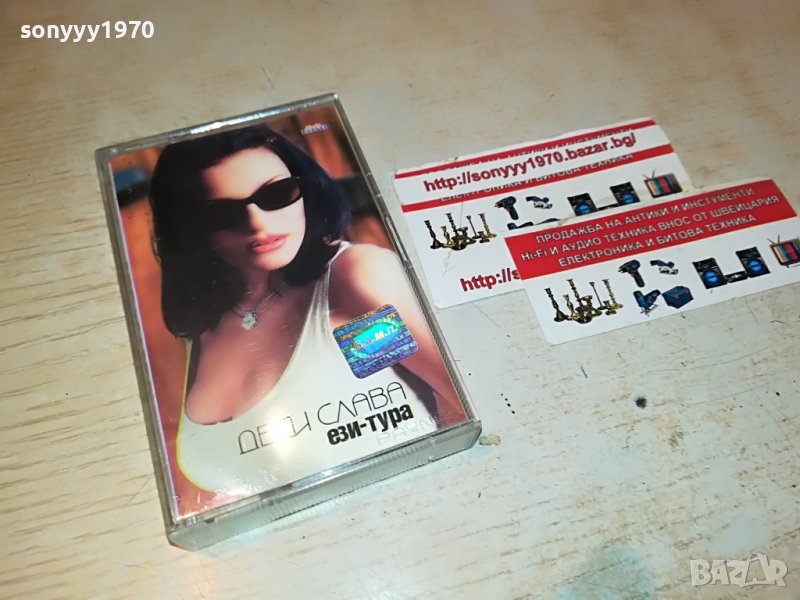 sonyyy1970
ДЕСИ СЛАВА
ези-тура
http://sonyyy1970.bazar.bg/
ЕЛЕКТРОНИКА И БИТОВА ТЕХНИКА
http://s
ПРОДАЖБА НА АНТИКИ И ИНСТУМЕНТИ
Hi-Fi И АУДИО ТЕХНИКА ВНОС ОТ ШВЕЙЦАРИЯ
ЕЛЕКТРОНИКА И БИТОВА ТЕХНИКА
BAZAR